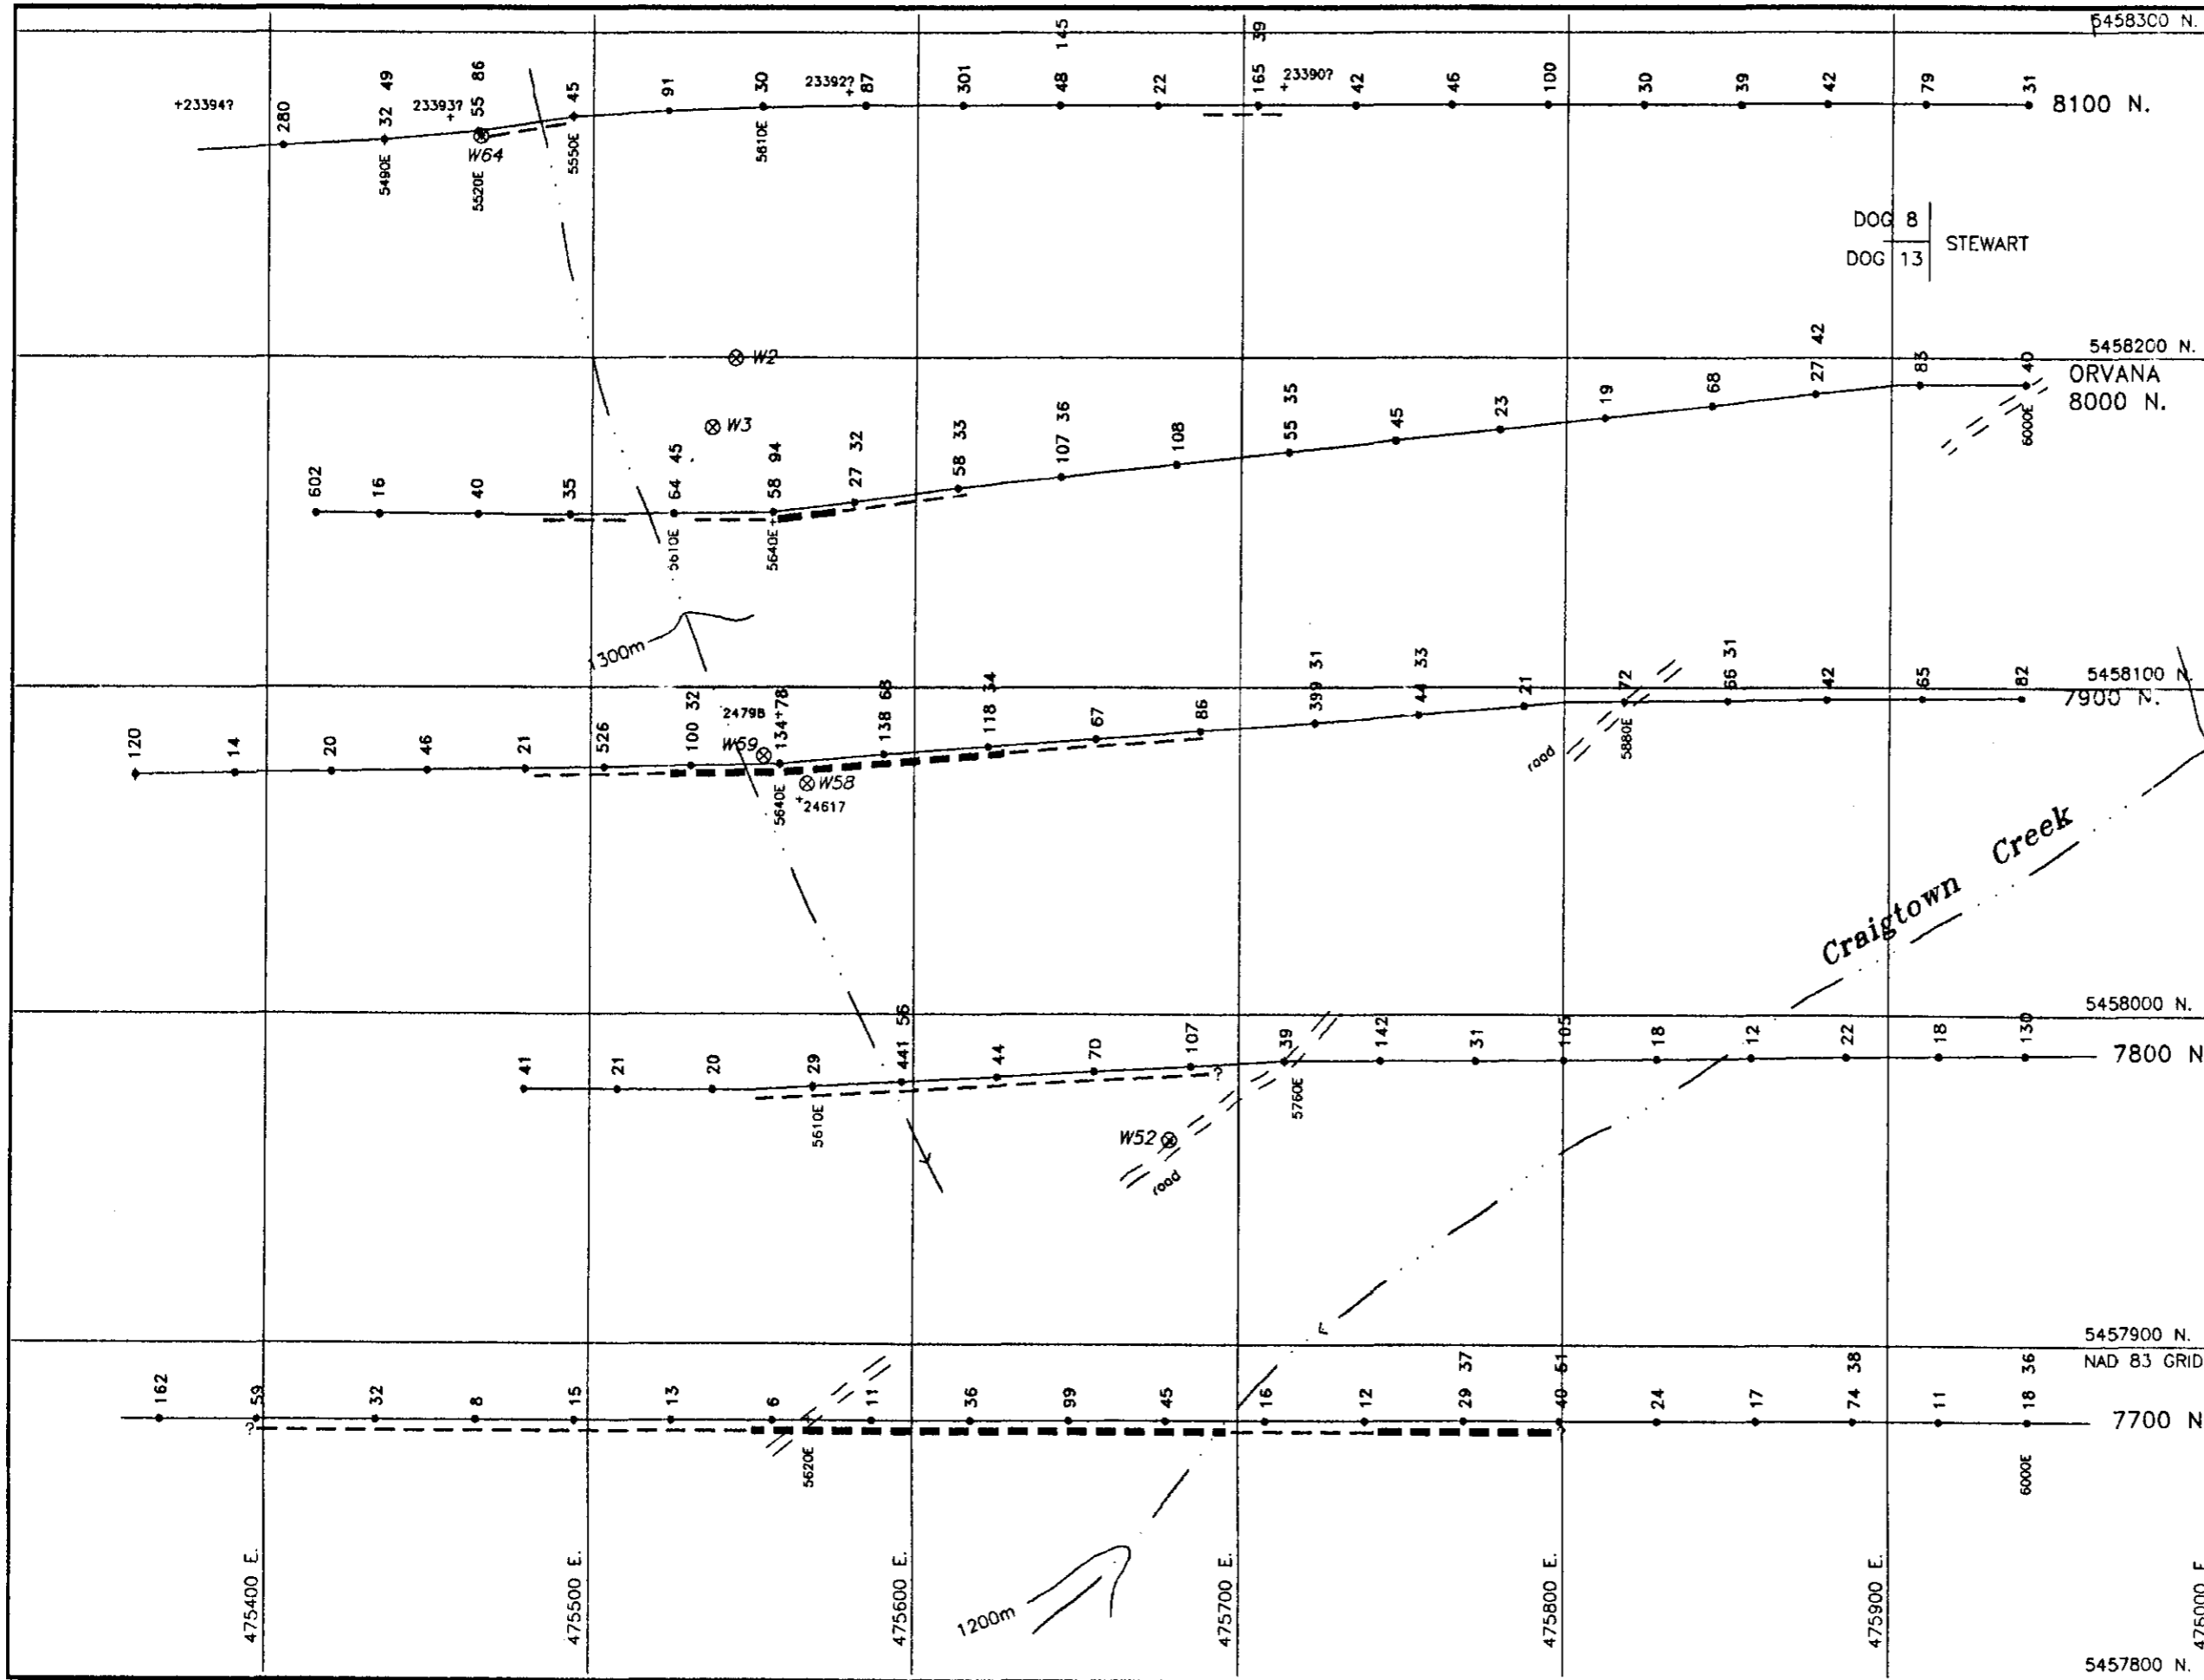 5458300 N.
+23394?
280
32 49
23393?
+
55 86
45
91
30
23392?
+87
301
48 145
22
165 39
+23390?
42
46
100
30
39
42
79
31
8100 N.
5490E
5520E
W64
5550E
5610E
DOG 8
DOG 13
STEWART
W2
5458200 N.
ORVANA
8000 N.
W3
602
16
40
35
64 45
58 94
27 32
58 33
107 36
108
55 35
45
23
19
68
27 42
83
40
5610E
5640E
6000E
1300m
5458100 N.
7900 N.
120
14
20
46
21
526
100 32
24798
134+78
138 68
118 34
67
86
399 31
44 33
21
72
66 31
42
65
82
W59
W58
+24617
5640E
road
5880E
Craigtown Creek
5458000 N.
7800 N
41
21
20
29
441 56
44
70
107
39
142
31
105
18
12
22
18
130
?
5610E
5760E
W52
road
5457900 N.
NAD 83 GRID
162
59
32
8
15
13
6
11
36
99
45
16
12
29 37
40 61
24
17
74 38
11
18 36
7700 N
?
?
5620E
6000E
1200m
475400 E.
475500 E.
475600 E.
475700 E.
475800 E.
475900 E.
476000 E
5457800 N.